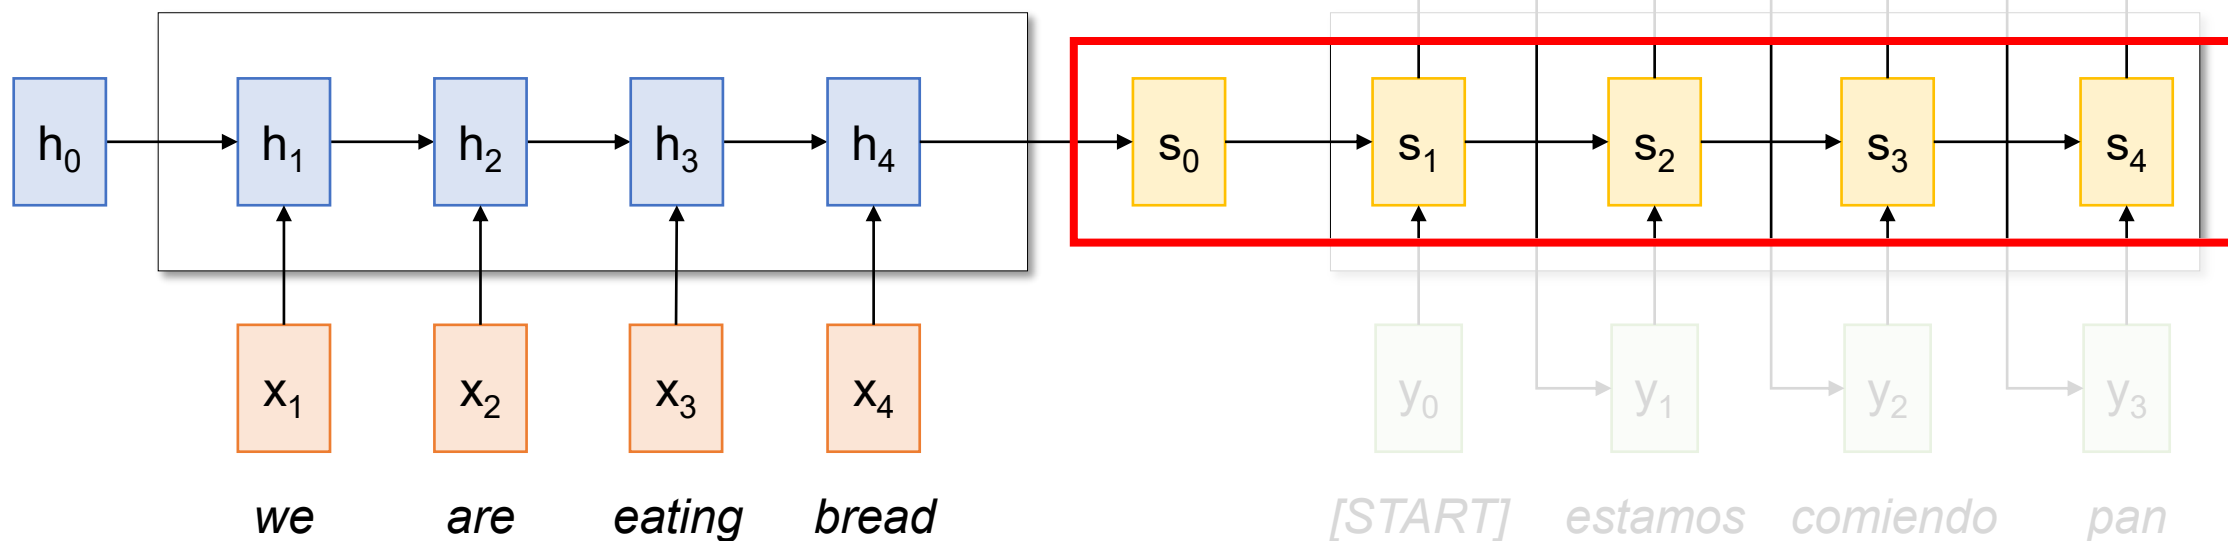 h₀ h₁ h₂ h₃ h₄ s₀ s₁ s₂ s₃ s₄
x₁ x₂ x₃ x₄ y₀ y₁ y₂ y₃
we are eating bread [START] estamos comiendo pan